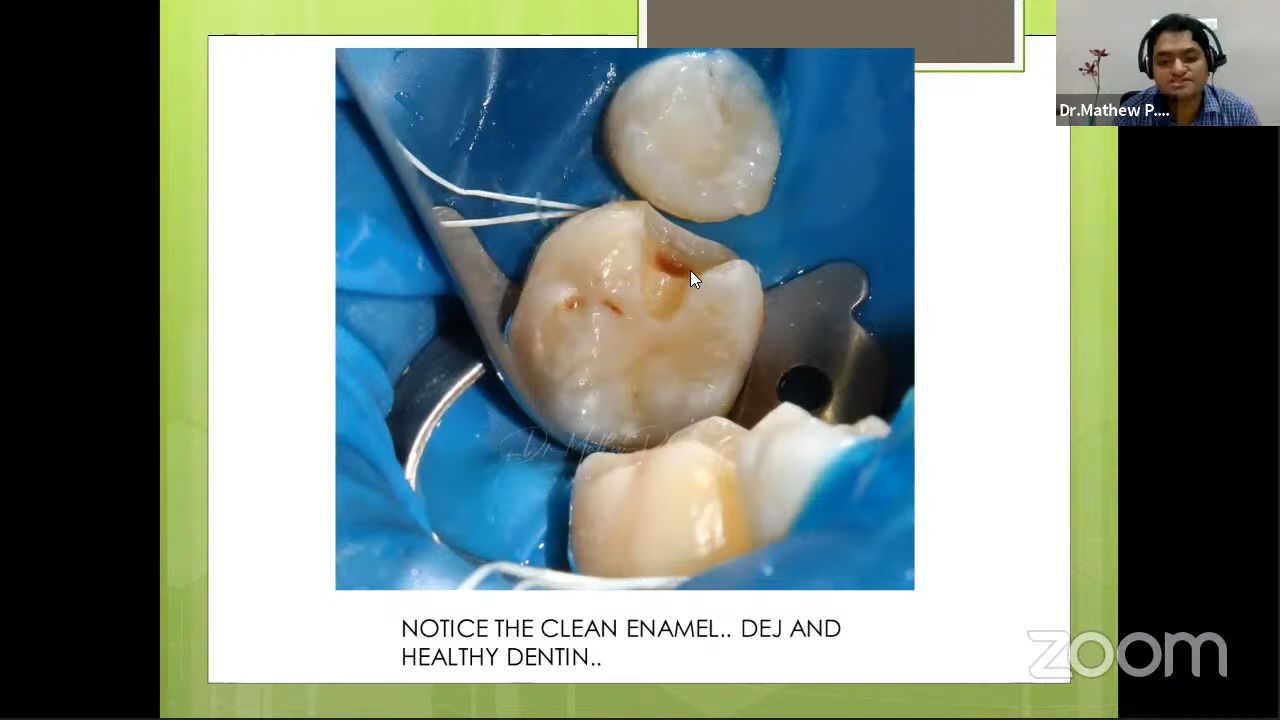 Dr.Mathew P....
NOTICE THE CLEAN ENAMEL.. DEJ AND
HEALTHY DENTIN..
zoom